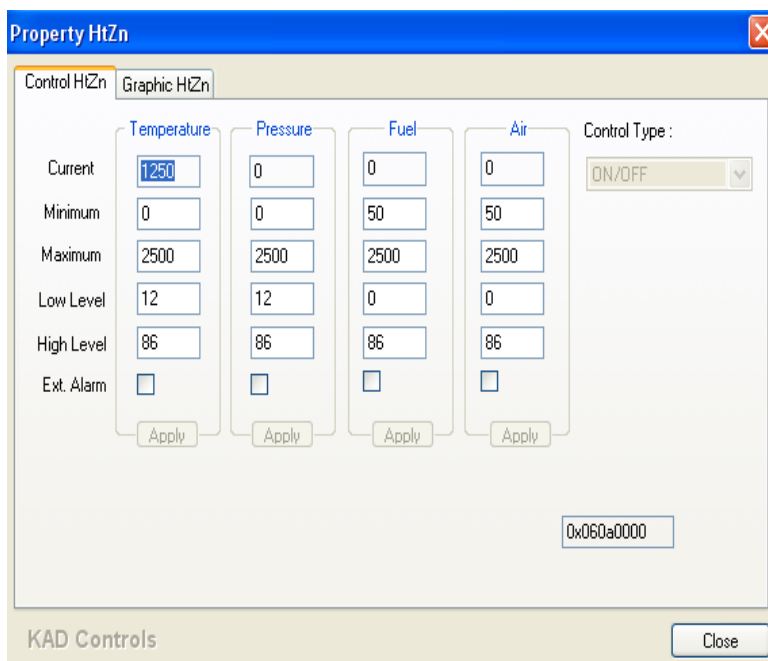 Property HtZn
Control HtZn Graphic HtZn
Temperature Pressure Fuel Air Control Type :
Current 1250 0 0 0 ON/OFF
Minimum 0 0 50 50
Maximum 2500 2500 2500 2500
Low Level 12 12 0 0
High Level 86 86 86 86
Ext. Alarm
Apply Apply Apply Apply
0x060a0000
KAD Controls Close